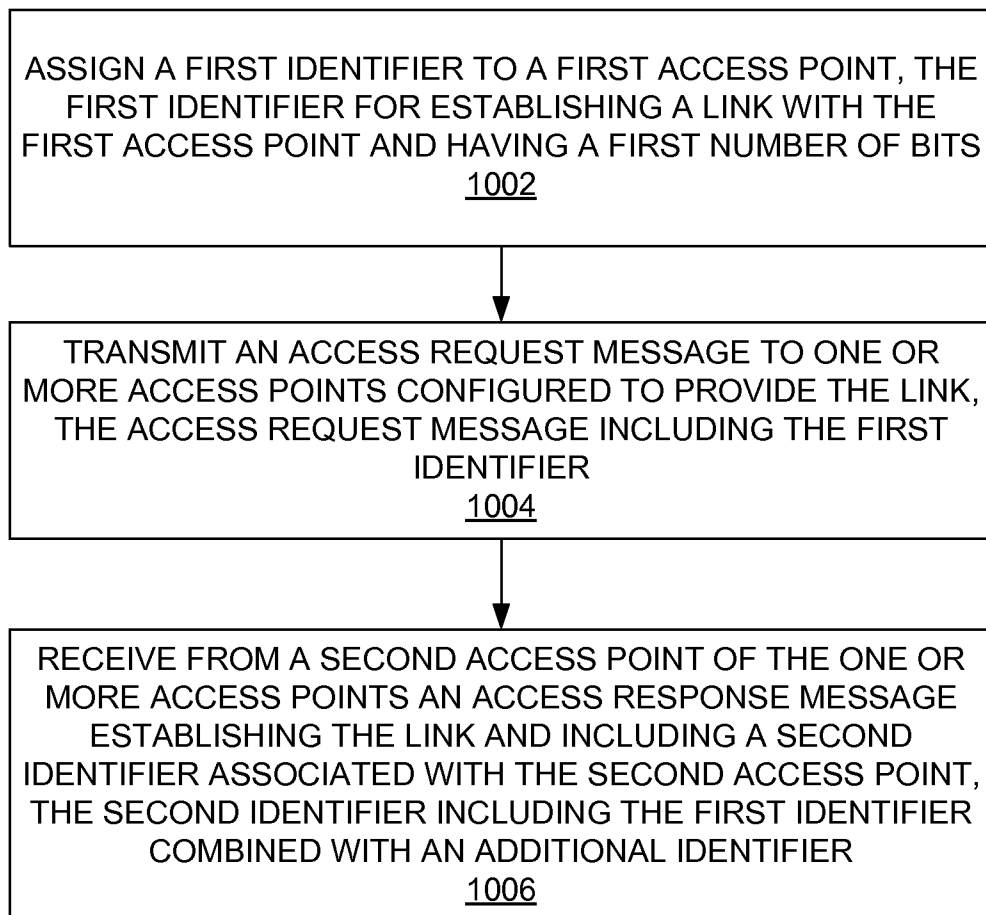 ASSIGN A FIRST IDENTIFIER TO A FIRST ACCESS POINT, THE
FIRST IDENTIFIER FOR ESTABLISHING A LINK WITH THE
FIRST ACCESS POINT AND HAVING A FIRST NUMBER OF BITS
1002
TRANSMIT AN ACCESS REQUEST MESSAGE TO ONE OR
MORE ACCESS POINTS CONFIGURED TO PROVIDE THE LINK,
THE ACCESS REQUEST MESSAGE INCLUDING THE FIRST
IDENTIFIER
1004
RECEIVE FROM A SECOND ACCESS POINT OF THE ONE OR
MORE ACCESS POINTS AN ACCESS RESPONSE MESSAGE
ESTABLISHING THE LINK AND INCLUDING A SECOND
IDENTIFIER ASSOCIATED WITH THE SECOND ACCESS POINT,
THE SECOND IDENTIFIER INCLUDING THE FIRST IDENTIFIER
COMBINED WITH AN ADDITIONAL IDENTIFIER
1006